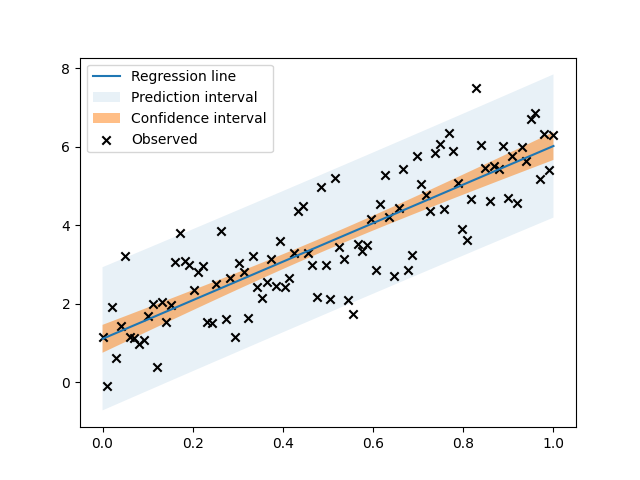 Regression line
Prediction interval
Confidence interval
Observed
8
6
4
2
0
0.0 0.2 0.4 0.6 0.8 1.0